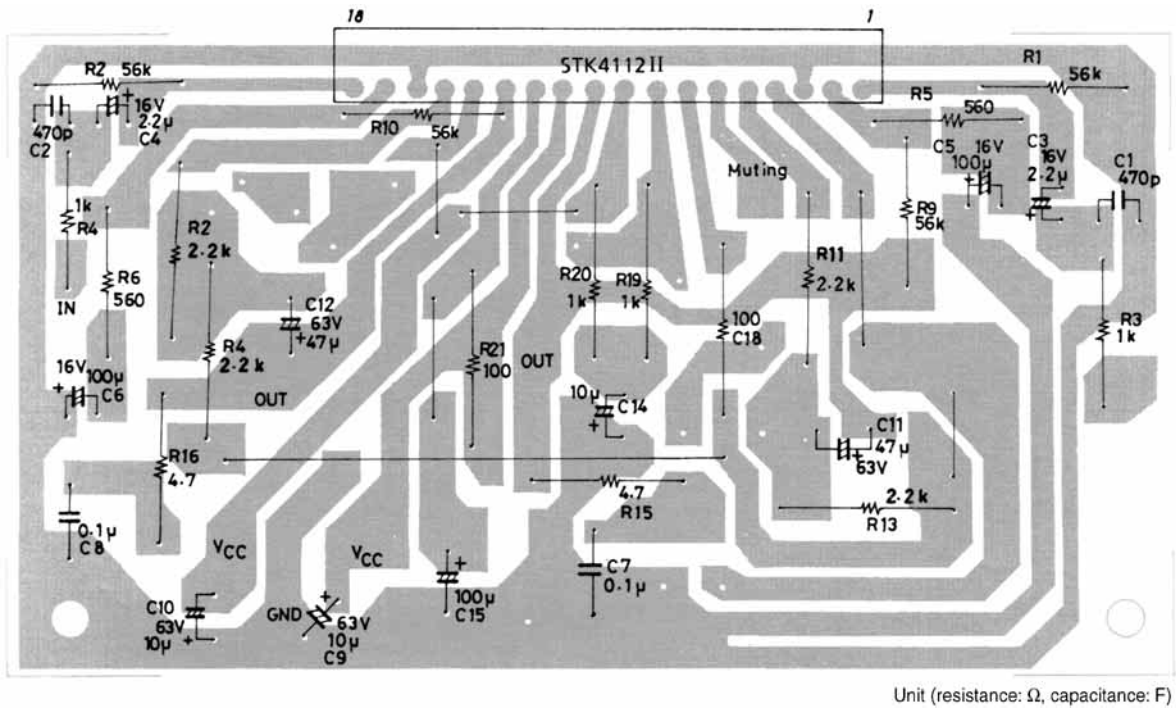 18
1
STK4112II
R2
56k
16V
2.2μ
C4
470p
C2
R10
56k
R1
56k
R5
560
C5
16V
100μ
C3
16V
2.2μ
C1
470p
Muting
1k
R4
R2
2.2k
R9
56k
R6
560
IN
R11
2.2k
R20
1k
R19
1k
C12
63V
47μ
100
C18
R3
1k
R4
2.2k
R21
100
OUT
16V
100μ
C6
OUT
10μ
C14
C11
47μ
63V
R16
4.7
4.7
R15
2.2k
R13
0.1μ
C8
VCC
VCC
C7
0.1μ
100μ
C15
C10
63V
10μ
GND
63V
10μ
C9
Unit (resistance: Ω, capacitance: F)